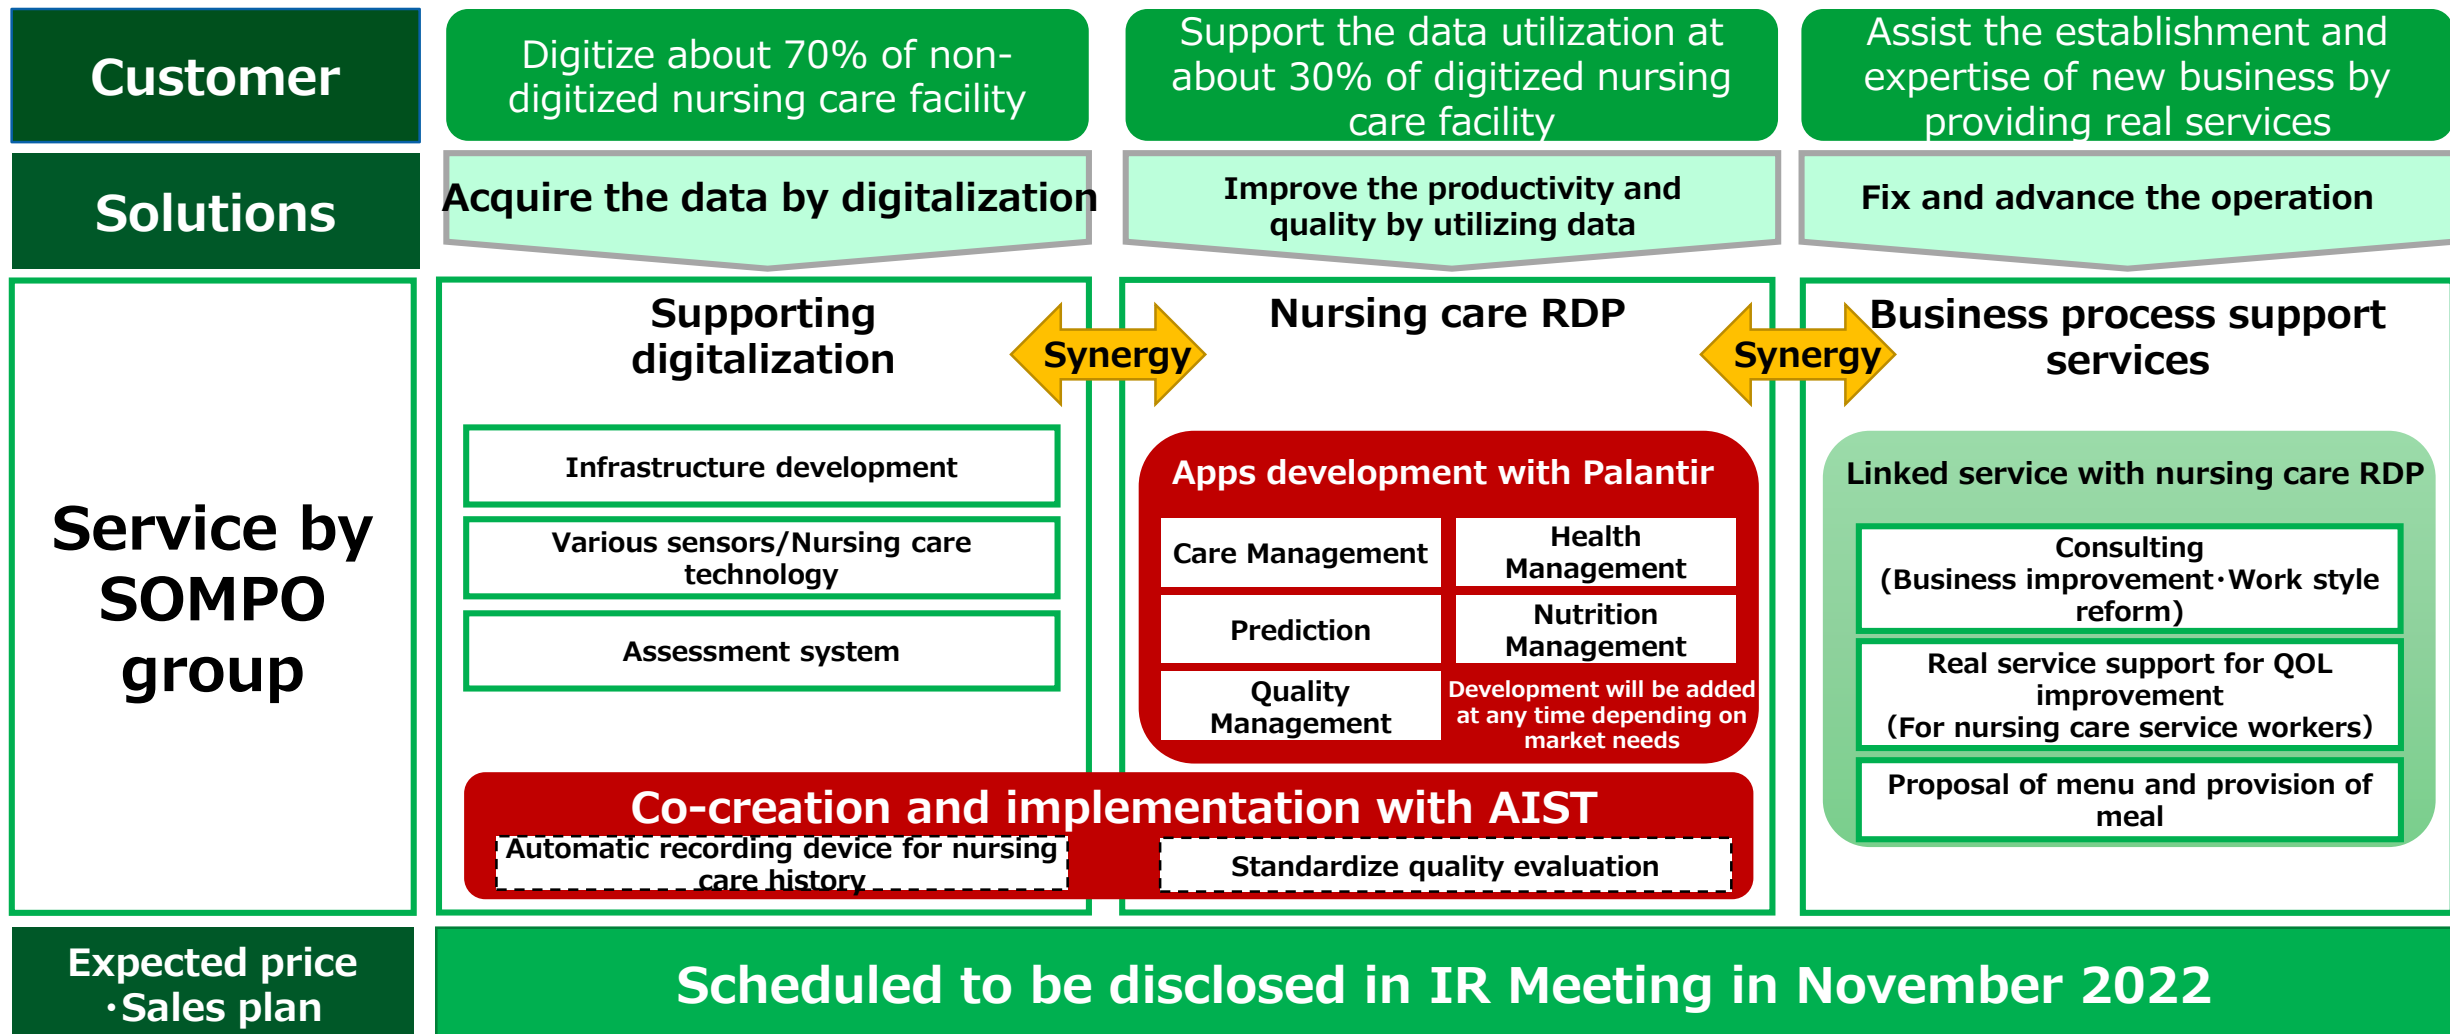 Customer
Digitize about 70% of non-
digitized nursing care facility
Support the data utilization at
about 30% of digitized nursing
care facility
Assist the establishment and
expertise of new business by
providing real services
Solutions
Acquire the data by digitalization
Improve the productivity and
quality by utilizing data
Fix and advance the operation
Service by
SOMPO
group
Supporting
digitalization
Synergy
Nursing care RDP
Synergy
Business process support
services
Infrastructure development
Various sensors/Nursing care
technology
Assessment system
Apps development with Palantir
Care Management
Health
Management
Prediction
Nutrition
Management
Quality
Management
Development will be added
at any time depending on
market needs
Linked service with nursing care RDP
Consulting
(Business improvement・Work style
reform)
Real service support for QOL
improvement
(For nursing care service workers)
Proposal of menu and provision of
meal
Co-creation and implementation with AIST
Automatic recording device for nursing
care history
Standardize quality evaluation
Expected price
・Sales plan
Scheduled to be disclosed in IR Meeting in November 2022